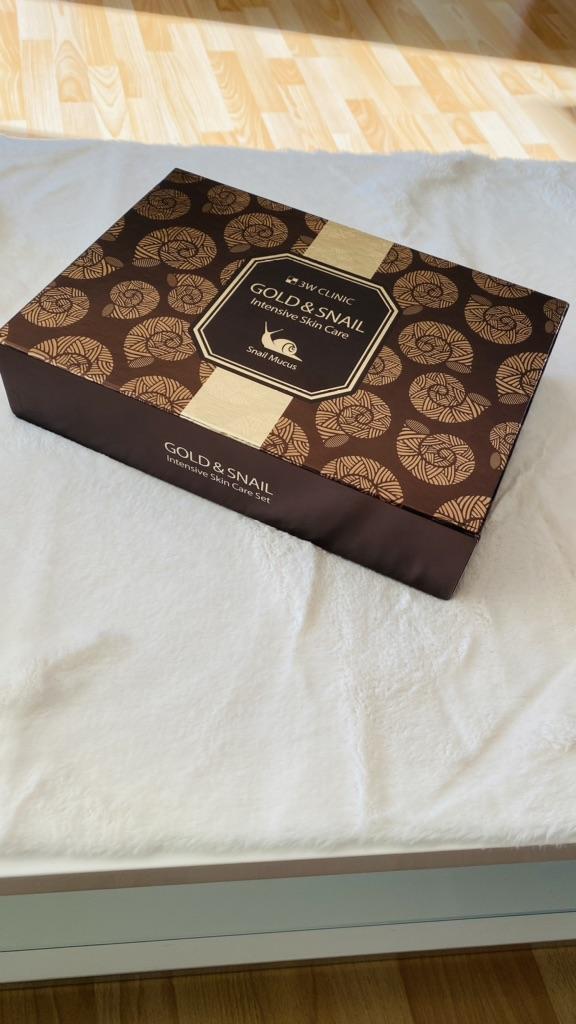 3W CLINIC
GOLD & SNAIL
Intensive Skin Care
Snail Mucus
GOLD & SNAIL
Intensive Skin Care Set